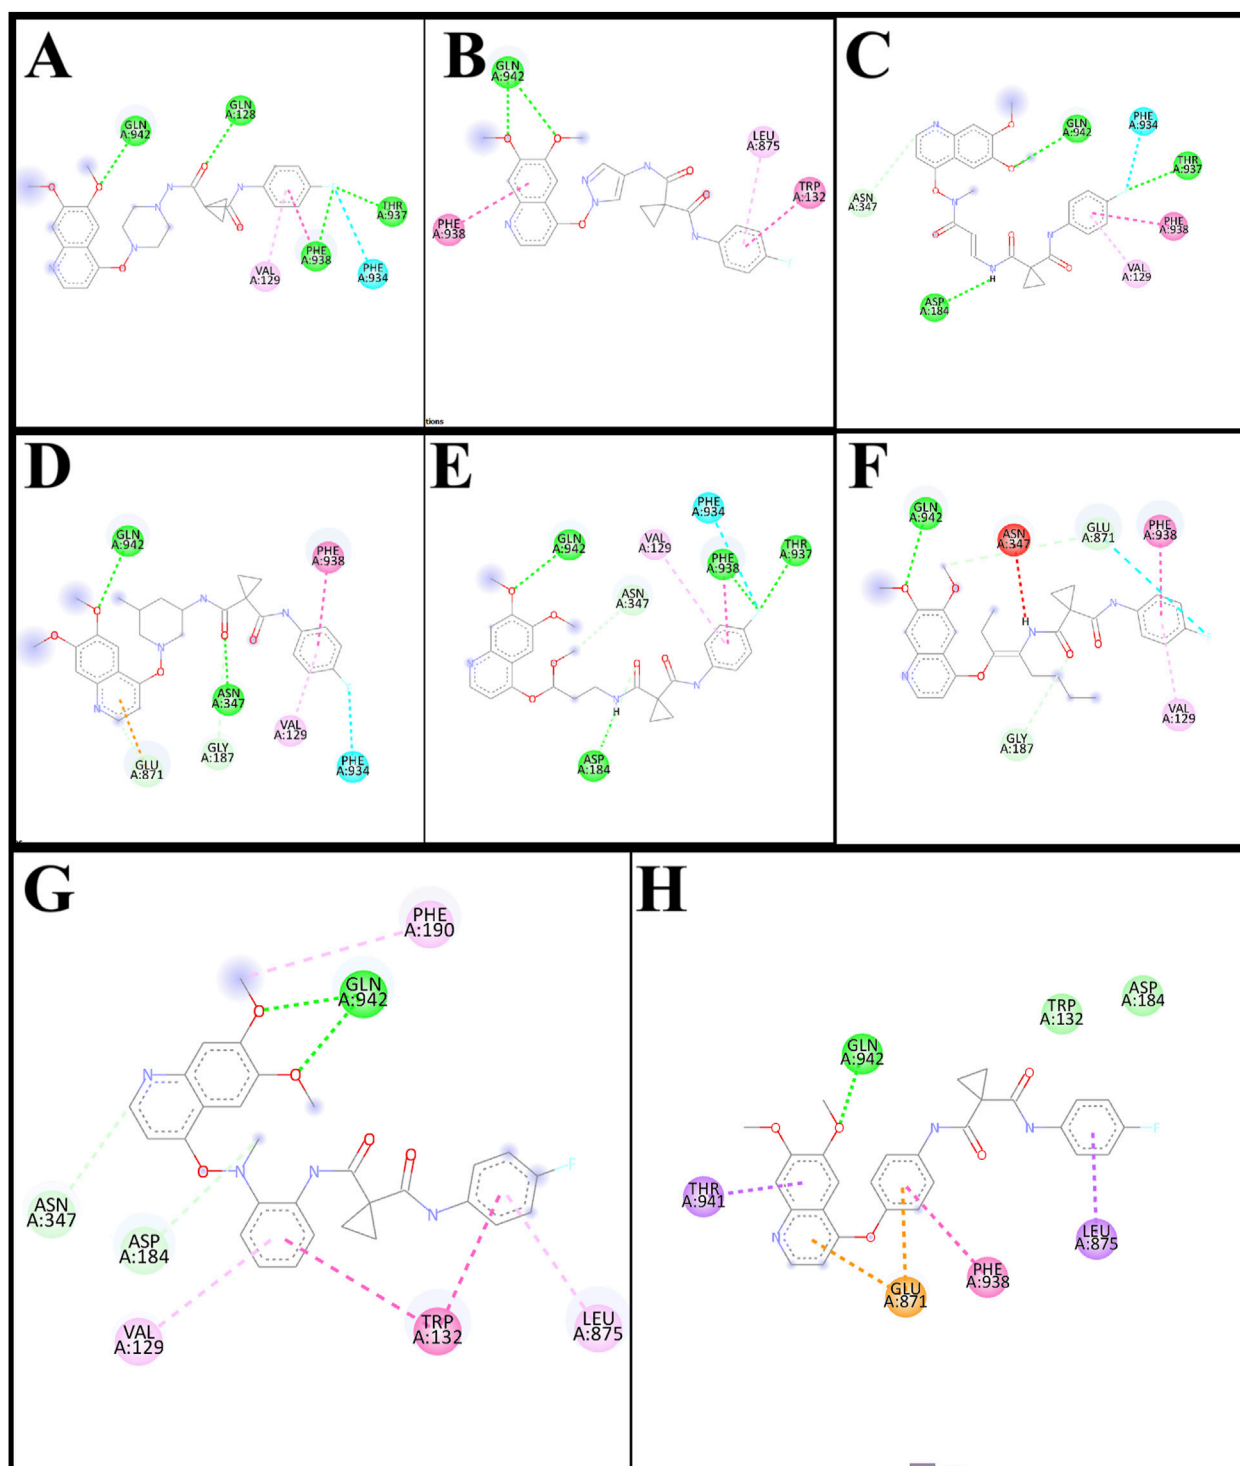 A
GLN
A:942
GLN
A:128
N
O
O
O
N
O
N
THR
A:937
O
N
VAL
A:129
PHE
A:938
PHE
A:934
N
O
B
GLN
A:942
O
O
LEU
A:875
N
O
N
O
TRP
A:132
N
PHE
A:938
N
O
N
F
C
GLN
A:942
PHE
A:934
N
O
O
THR
A:937
O
N
ASN
A:347
PHE
A:938
O
O
N
O
VAL
A:129
N
H
ASP
A:184
tions
D
GLN
A:942
PHE
A:938
N
O
N
O
O
O
N
O
ASN
A:347
N
VAL
A:129
GLY
A:187
GLU
A:871
PHE
A:934
E
PHE
A:934
GLN
A:942
VAL
A:129
THR
A:937
PHE
A:938
O
ASN
A:347
O
N
O
O
O
N
O
N
H
ASP
A:184
F
GLN
A:942
ASN
A:347
GLU
A:871
PHE
A:938
O
O
H
N
N
F
O
O
N
O
VAL
A:129
GLY
A:187
G
PHE
A:190
GLN
A:942
O
N
O
O
O
O
N
N
F
ASN
A:347
N
ASP
A:184
VAL
A:129
TRP
A:132
LEU
A:875
H
ASP
A:184
TRP
A:132
GLN
A:942
O
O
O
N
N
F
O
THR
A:941
N
O
LEU
A:875
PHE
A:938
GLU
A:871